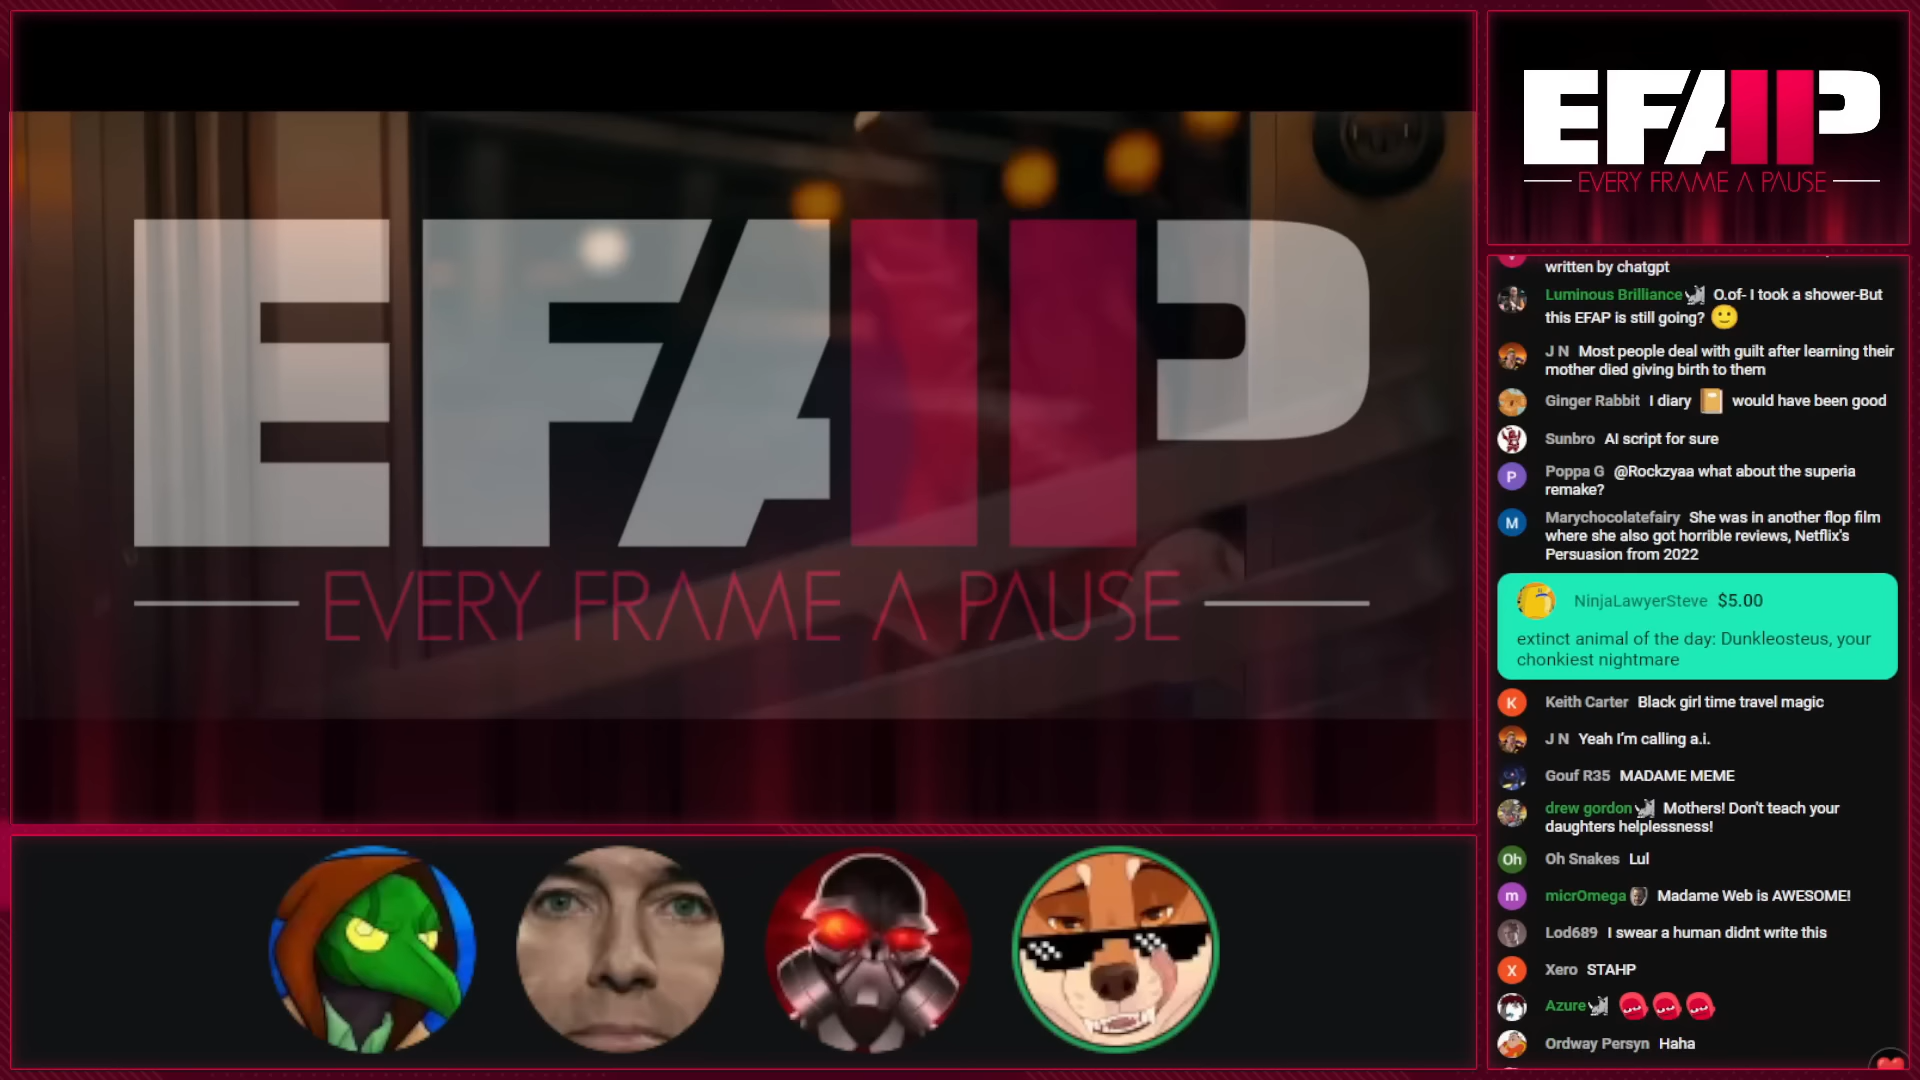 EFAP
EVERY FRAME A PAUSE
EFAP
EVERY FRAME A PAUSE
written by chatgpt
Luminous Brilliance O.of- I took a shower-But
this EFAP is still going?
J N Most people deal with guilt after learning their
mother died giving birth to them
Ginger Rabbit I diary would have been good
Sunbro AI script for sure
P
Poppa G @Rockzyaa what about the superia
remake?
M
Marychocolatefairy She was in another flop film
where she also got horrible reviews, Netflix's
Persuasion from 2022
NinjaLawyerSteve $5.00
extinct animal of the day: Dunkleosteus, your
chonkiest nightmare
K
Keith Carter Black girl time travel magic
J N Yeah I'm calling a.i.
Gouf R35 MADAME MEME
drew gordon Mothers! Don't teach your
daughters helplessness!
Oh
Oh Snakes Lul
m
micrOmega Madame Web is AWESOME!
Lod689 I swear a human didnt write this
X
Xero STAHP
Azure
Ordway Persyn Haha